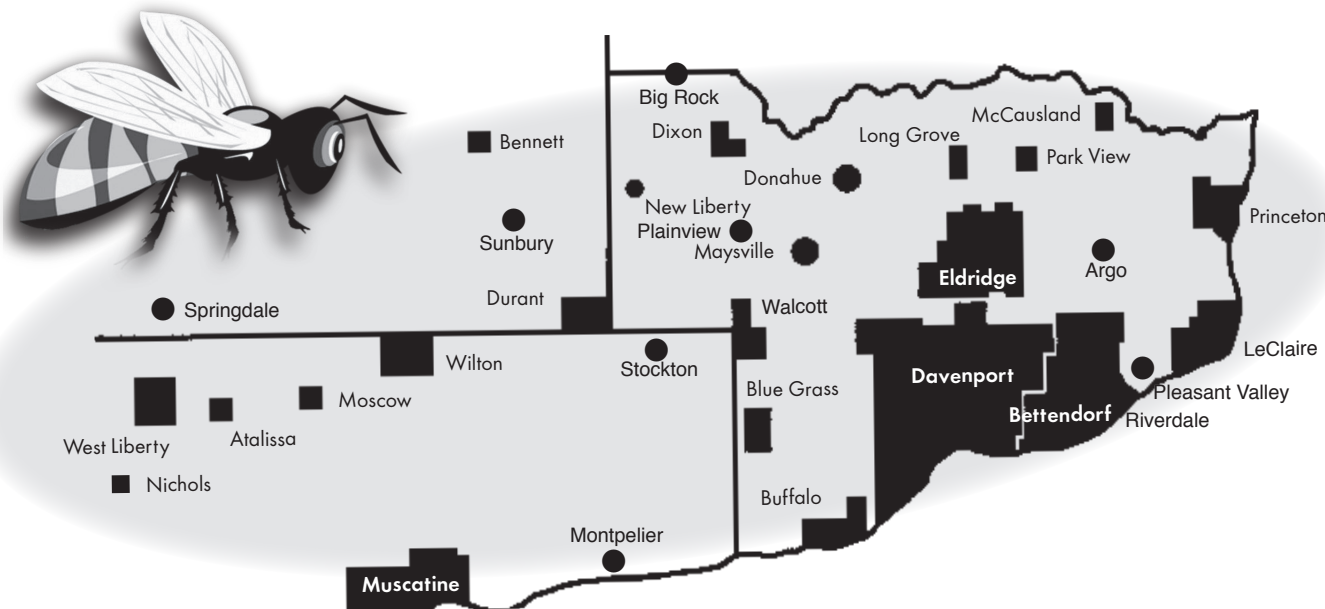 Big Rock
McCausland
Dixon
Long Grove
Bennett
Park View
Donahue
New Liberty
Princeton
Plainview
Sunbury
Maysville
Argo
Eldridge
Durant
Walcott
Springdale
LeClaire
Wilton
Stockton
Davenport
Blue Grass
Pleasant Valley
Moscow
Bettendorf
Riverdale
Atalissa
West Liberty
Nichols
Buffalo
Montpelier
Muscatine